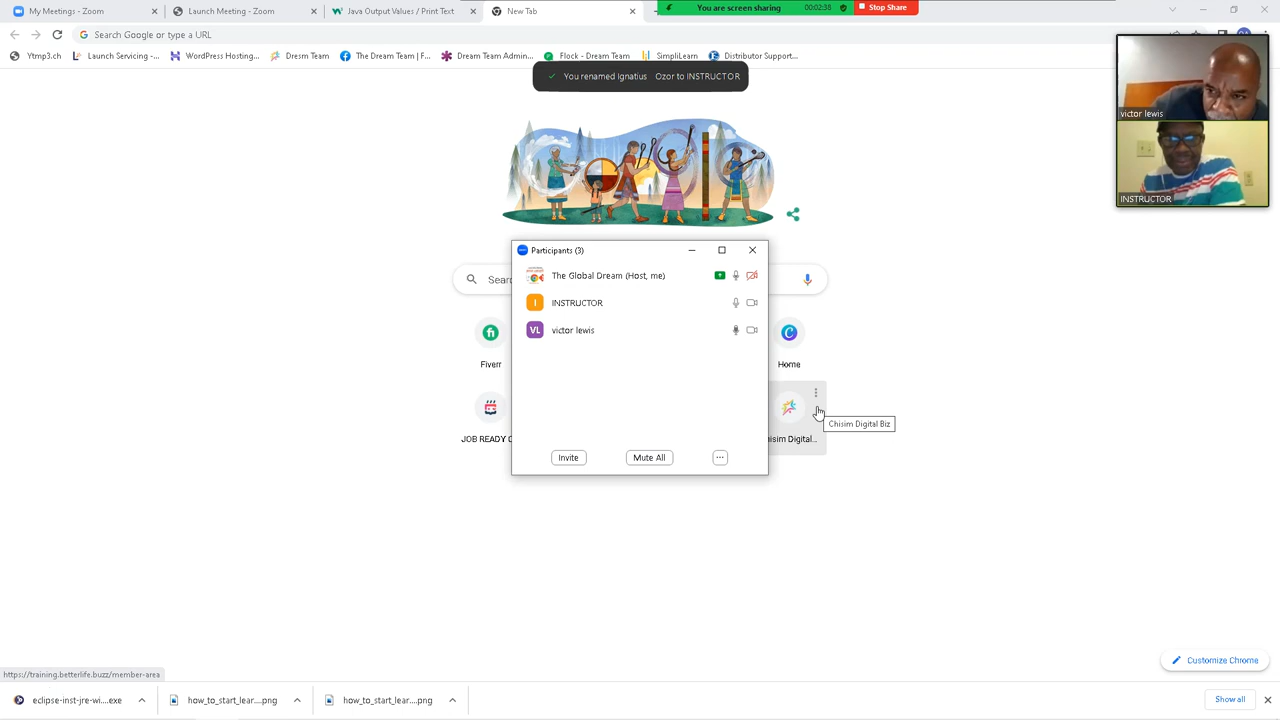 My Meetings - Zoom
Launch Meeting - Zoom
Java Output Values / Print Text
New Tab
You are screen sharing
00:02:38
Stop Share
Search Google or type a URL
Ytmp3.ch
Launch Servicing -...
WordPress Hosting...
Dresm Team
The Dream Team | F...
Dream Team Admin...
Flock - Dream Team
SimpliLearn
Distributor Support...
You renamed Ignatius Ozor to INSTRUCTOR
victor lewis
INSTRUCTOR
Participants (3)
The Global Dream (Host, me)
I INSTRUCTOR
VL victor lewis
Sear
Fiverr
Home
JOB READY
isim Digital...
Chisim Digital Biz
Invite
Mute All
Customize Chrome
https://training.betterlife.buzz/member-area
eclipse-inst-jre-wi....exe
how_to_start_lear....png
how_to_start_lear....png
Show all